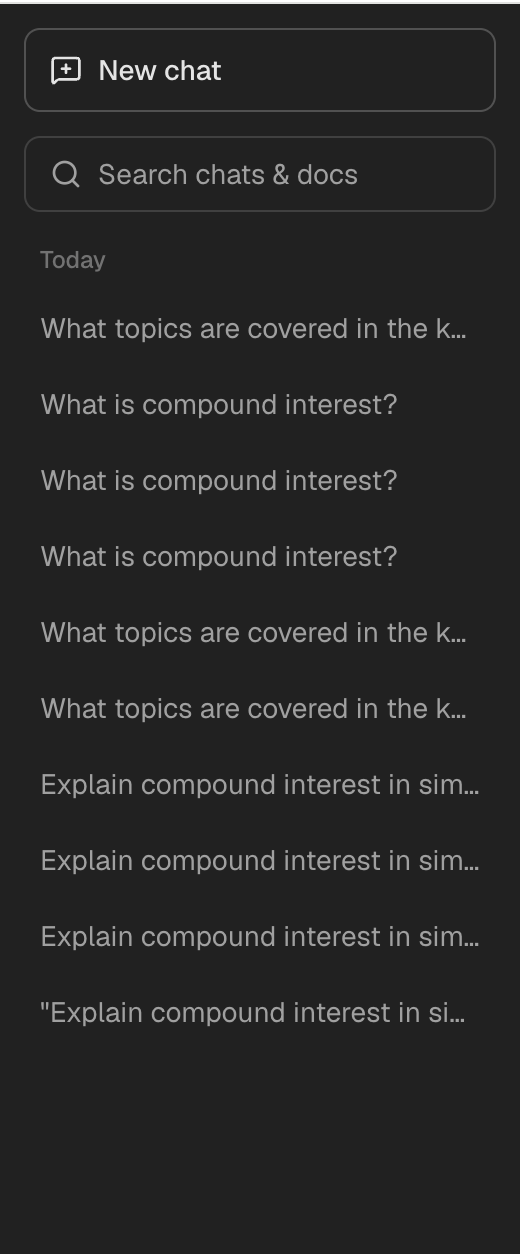 New chat
Search chats & docs
Today
What topics are covered in the k...
What is compound interest?
What is compound interest?
What is compound interest?
What topics are covered in the k...
What topics are covered in the k...
Explain compound interest in sim...
Explain compound interest in sim...
Explain compound interest in sim...
"Explain compound interest in si...